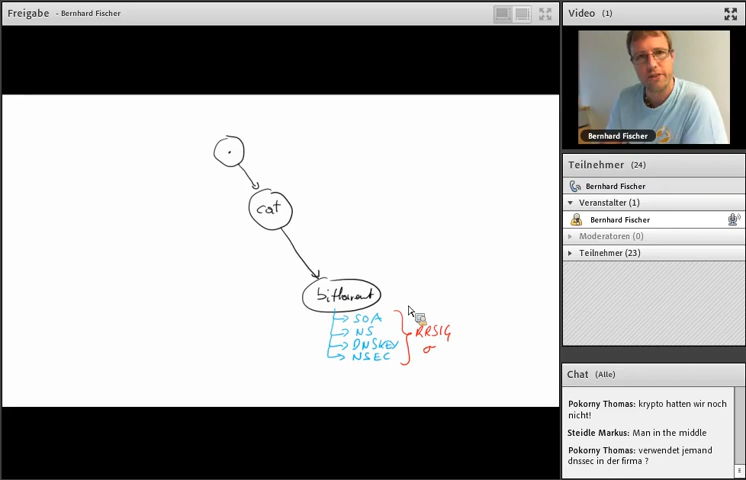 Freigabe - Bernhard Fischer
.
cat
bittorrent
SOA
NS
DNSKEY
NSEC
RRSIG
σ
Video (1)
Bernhard Fischer
Teilnehmer (24)
Bernhard Fischer
Veranstalter (1)
Bernhard Fischer
Moderatoren (0)
Teilnehmer (23)
Chat (Alle)
Pokorny Thomas: krypto hatten wir noch
nicht!
Steidle Markus: Man in the middle
Pokorny Thomas: verwendet jemand
dnssec in der firma ?